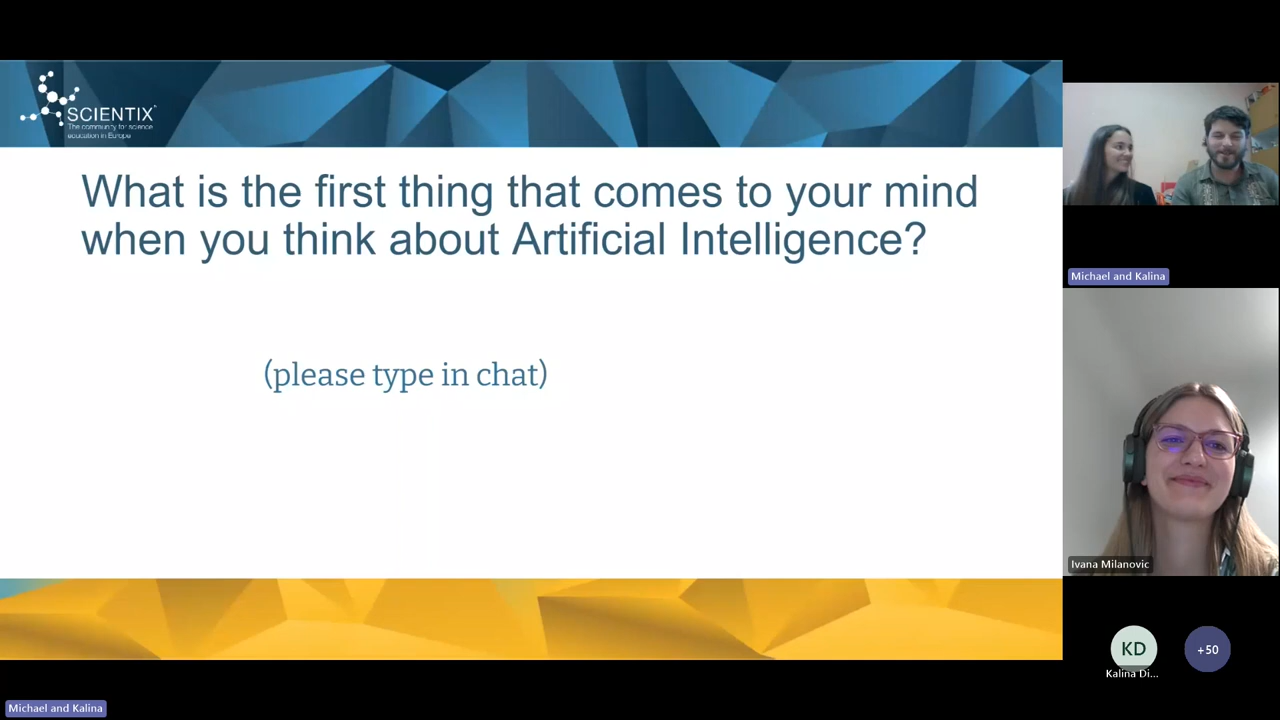 SCIENTIX
The community for science
education in Europe
What is the first thing that comes to your mind
when you think about Artificial Intelligence?
(please type in chat)
Michael and Kalina
Ivana Milanovic
KD
Kalina Di...
+50
Michael and Kalina